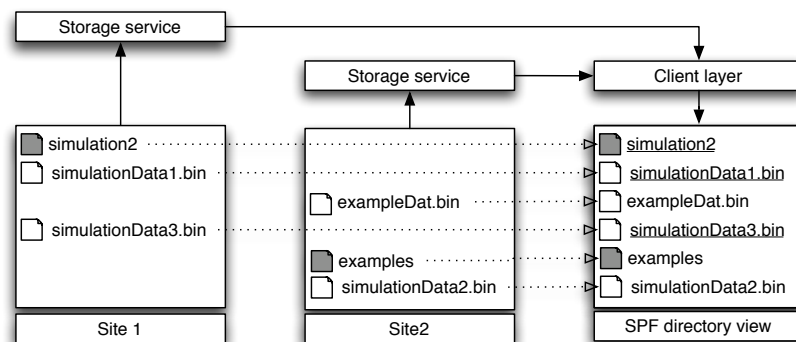 Storage service
Storage service
Client layer
simulation2
simulationData1.bin
simulationData3.bin
Site 1
exampleDat.bin
examples
simulationData2.bin
Site2
simulation2
simulationData1.bin
exampleDat.bin
simulationData3.bin
examples
simulationData2.bin
SPF directory view